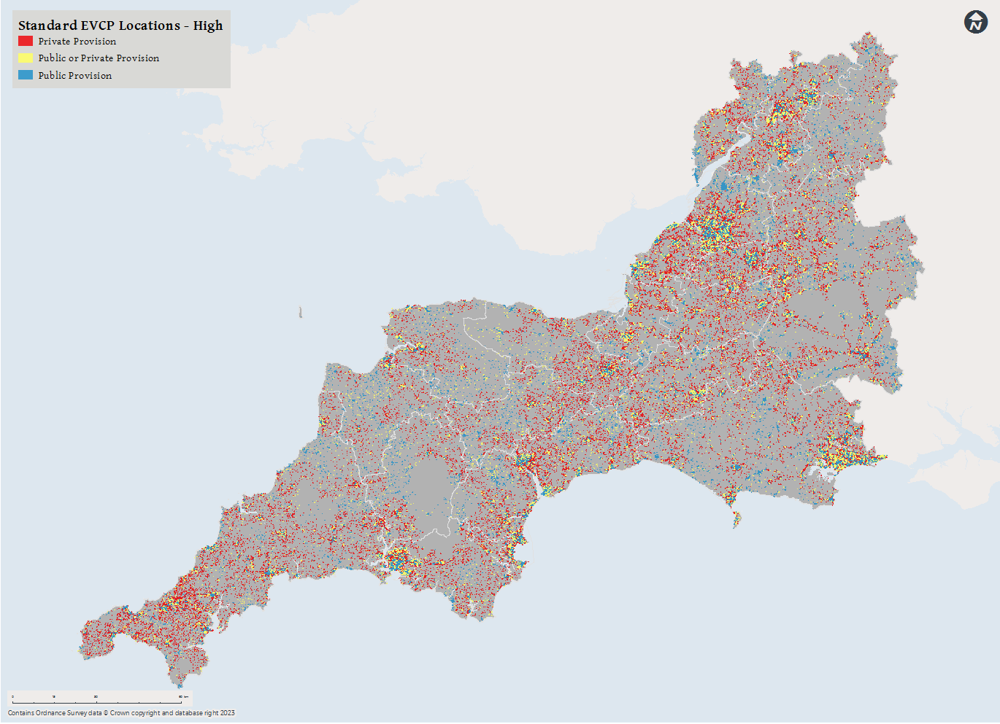 Standard EVCP Locations - High
Private Provision
Public or Private Provision
Public Provision
N
Contains Ordnance Survey data © Crown copyright and database right 2023